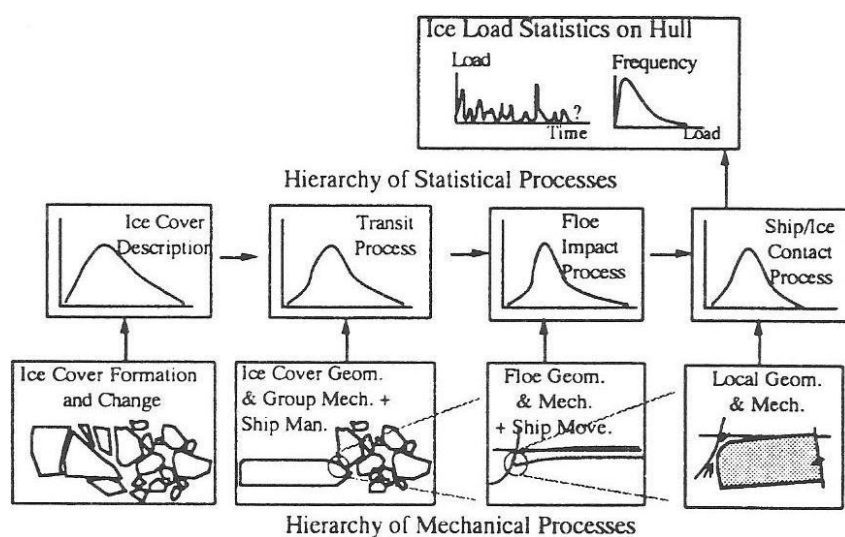 Ice Load Statistics on Hull
Load
Frequency
?
Time
Load
Hierarchy of Statistical Processes
Ice Cover
Description
Transit
Process
Floe
Impact
Process
Ship/Ice
Contact
Process
Ice Cover Formation
and Change
Ice Cover Geom.
& Group Mech. +
Ship Man.
Floe Geom.
& Mech.
+ Ship Move.
Local Geom.
& Mech.
Hierarchy of Mechanical Processes